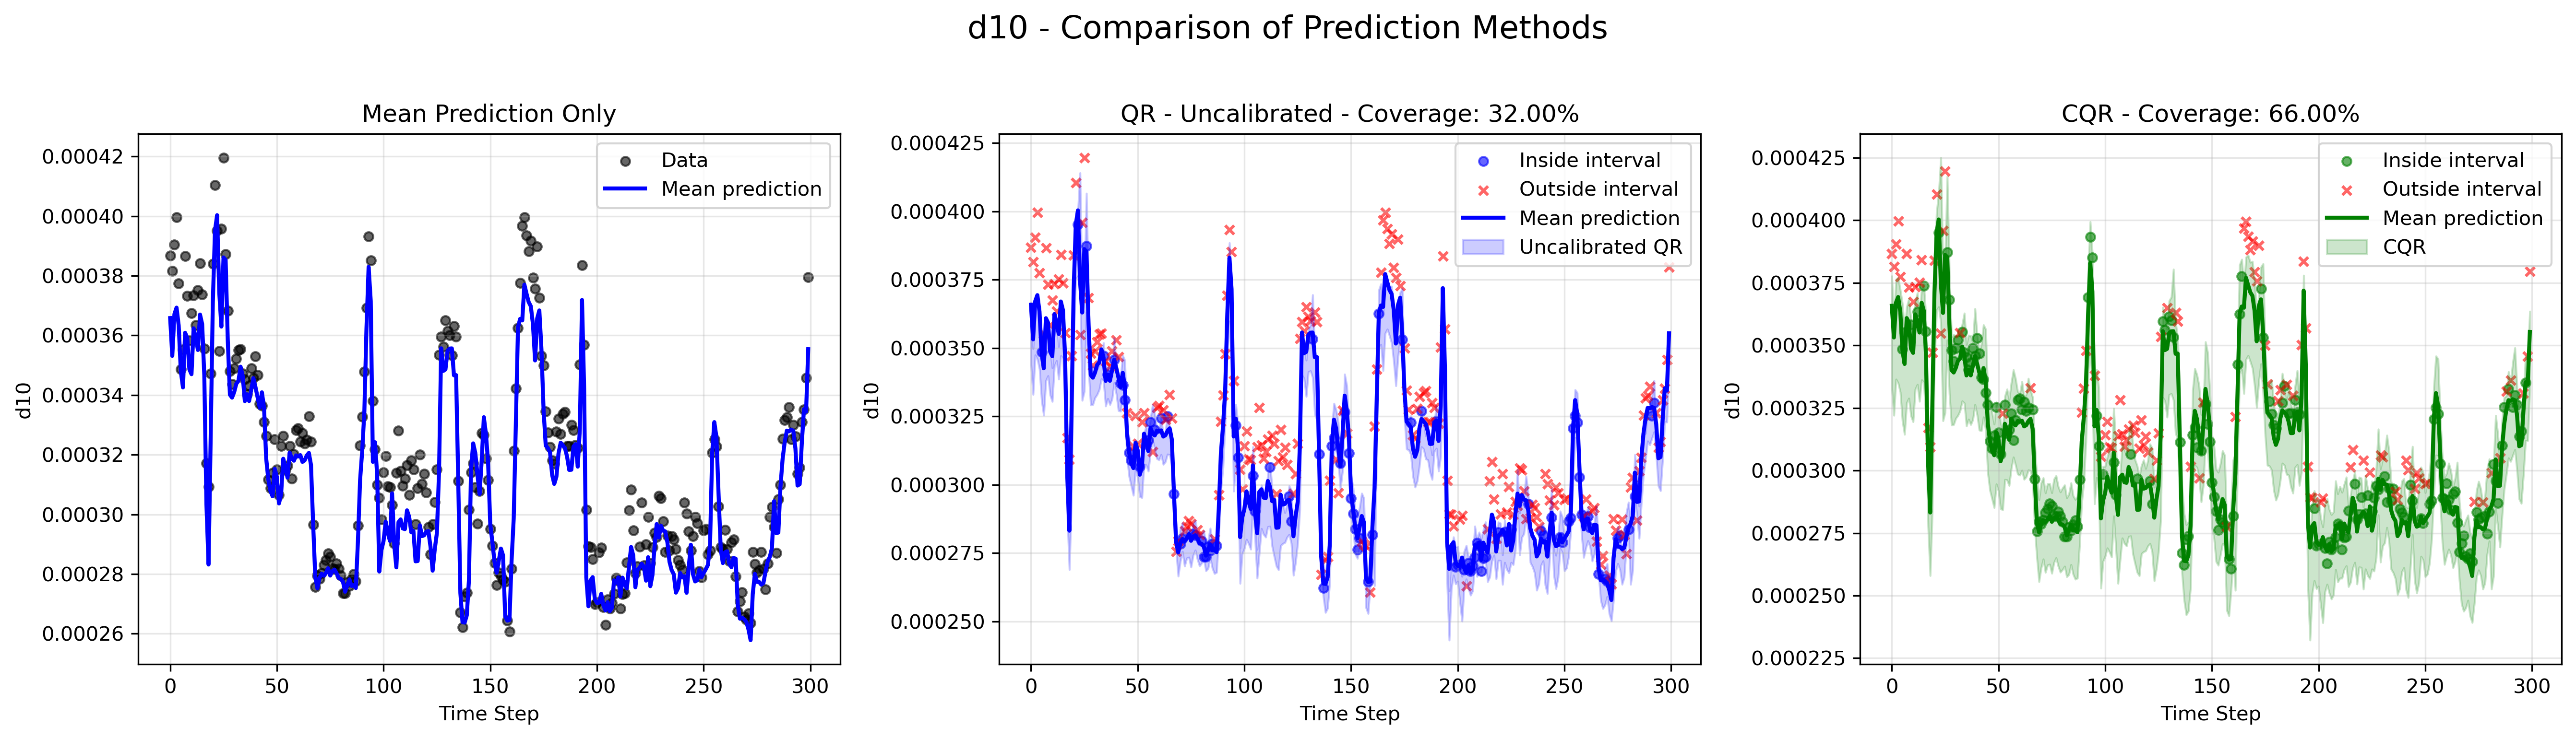 d10 - Comparison of Prediction Methods
Mean Prediction Only
d10
0.00042
0.00040
0.00038
0.00036
0.00034
0.00032
0.00030
0.00028
0.00026
Data
Mean prediction
0 50 100 150 200 250 300
Time Step
QR - Uncalibrated - Coverage: 32.00%
d10
0.000425
0.000400
0.000375
0.000350
0.000325
0.000300
0.000275
0.000250
Inside interval
Outside interval
Mean prediction
Uncalibrated QR
0 50 100 150 200 250 300
Time Step
CQR - Coverage: 66.00%
d10
0.000425
0.000400
0.000375
0.000350
0.000325
0.000300
0.000275
0.000250
0.000225
Inside interval
Outside interval
Mean prediction
CQR
0 50 100 150 200 250 300
Time Step